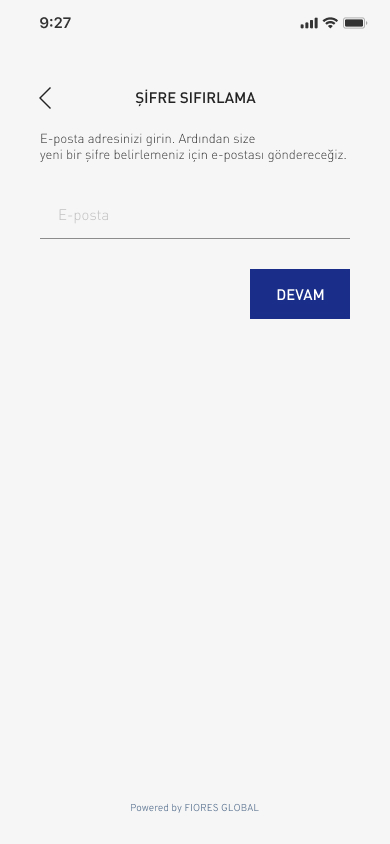 9:27
ŞİFRE SIFIRLAMA
E-posta adresinizi girin. Ardından size
yeni bir şifre belirlemeniz için e-postası göndereceğiz.
E-posta
DEVAM
Powered by FIORES GLOBAL